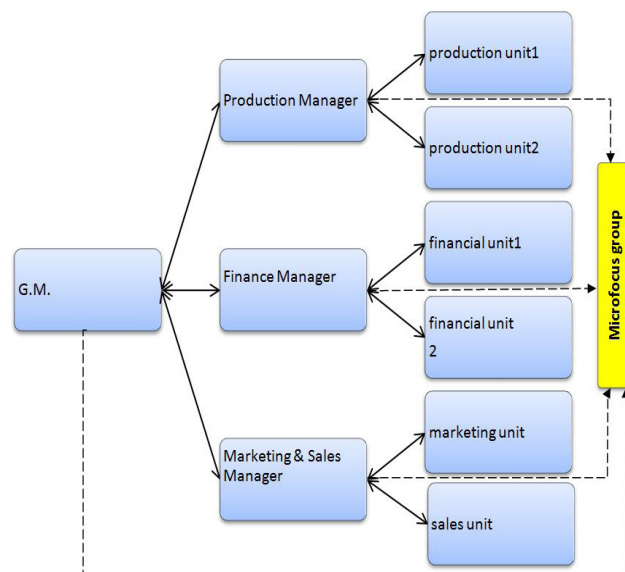 production unit1
Production Manager
production unit2
financial unit1
G.M.
Finance Manager
financial unit
2
Microfocus group
marketing unit
Marketing & Sales
Manager
sales unit